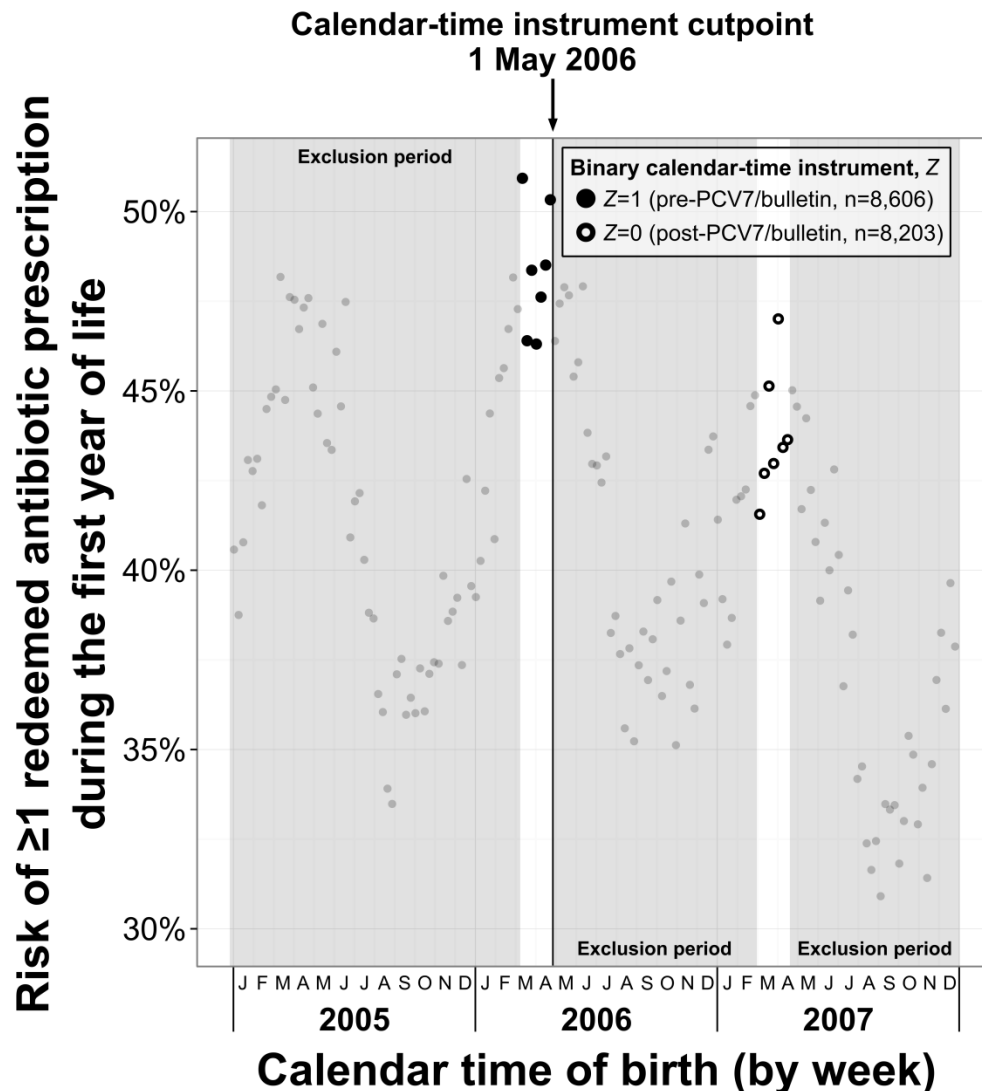 Calendar-time instrument cutpoint
1 May 2006
Risk of ≥1 redeemed antibiotic prescription
during the first year of life
Exclusion period
Binary calendar-time instrument, Z
Z=1 (pre-PCV7/bulletin, n=8,606)
Z=0 (post-PCV7/bulletin, n=8,203)
50%
45%
40%
35%
30%
Exclusion period
Exclusion period
J F M A M J J A S O N D J F M A M J J A S O N D J F M A M J J A S O N D
2005 2006 2007
Calendar time of birth (by week)